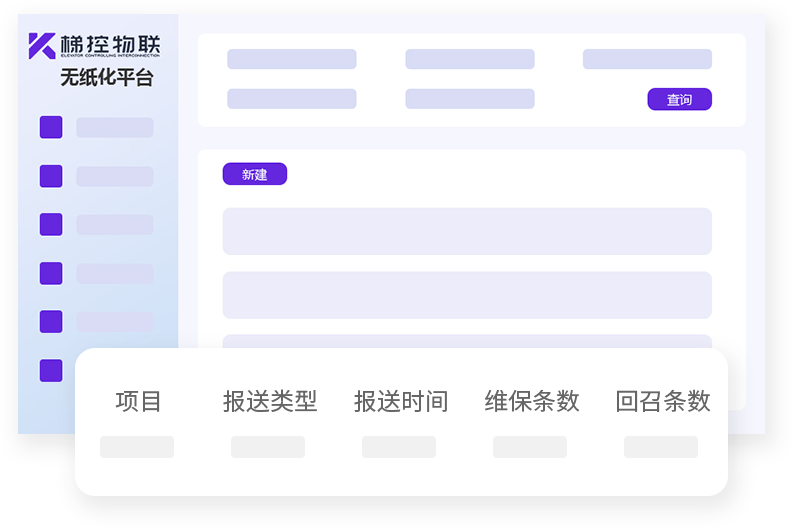 梯控物联
ELEVATOR CONTROLLING INTERCONNECTION
无纸化平台
查询
新建
项目 报送类型 报送时间 维保条数 回召条数